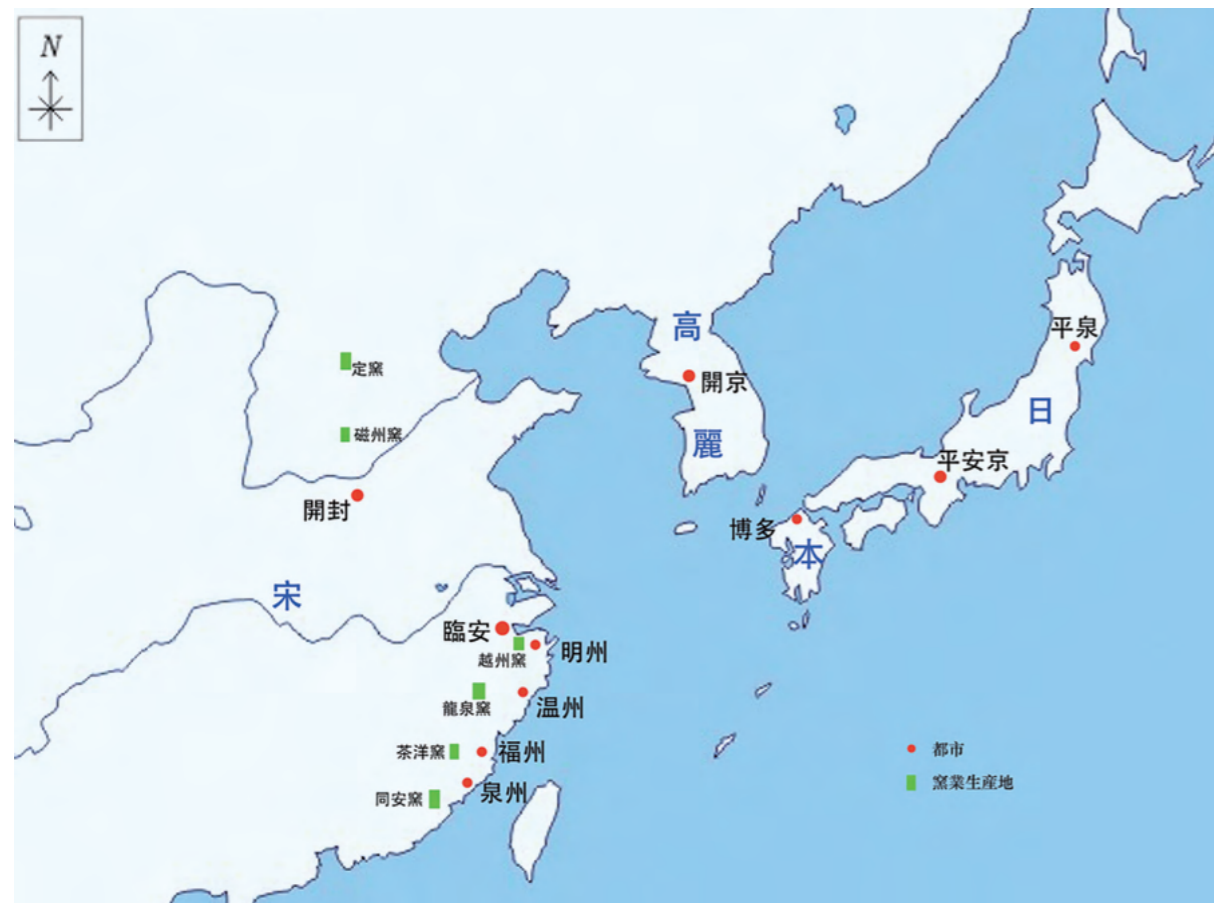 N
高
平泉
定窯
開京
日
磁州窯
麗
平安京
開封
博多
本
宋
臨安
越州窯
明州
龍泉窯
温州
茶洋窯
福州
都市
同安窯
泉州
窯業生産地